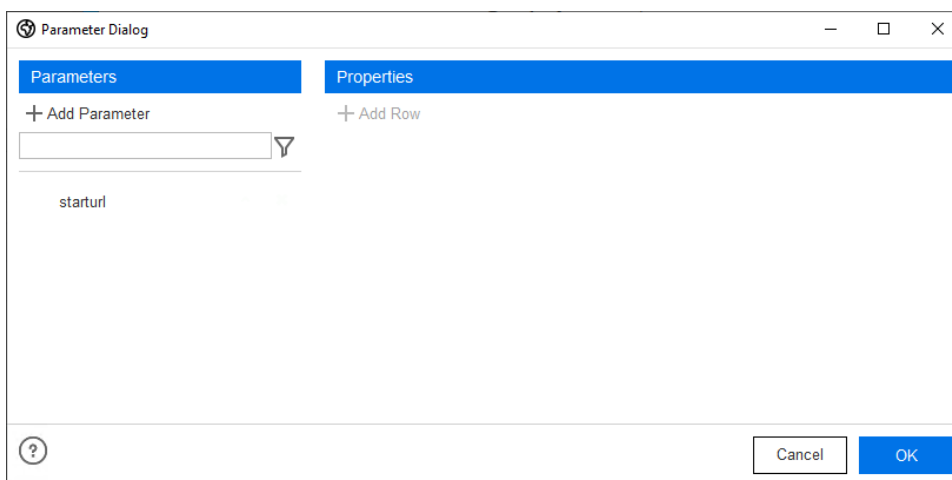 Parameter Dialog
Parameters
Properties
+ Add Parameter
+ Add Row
starturl
?
Cancel
OK